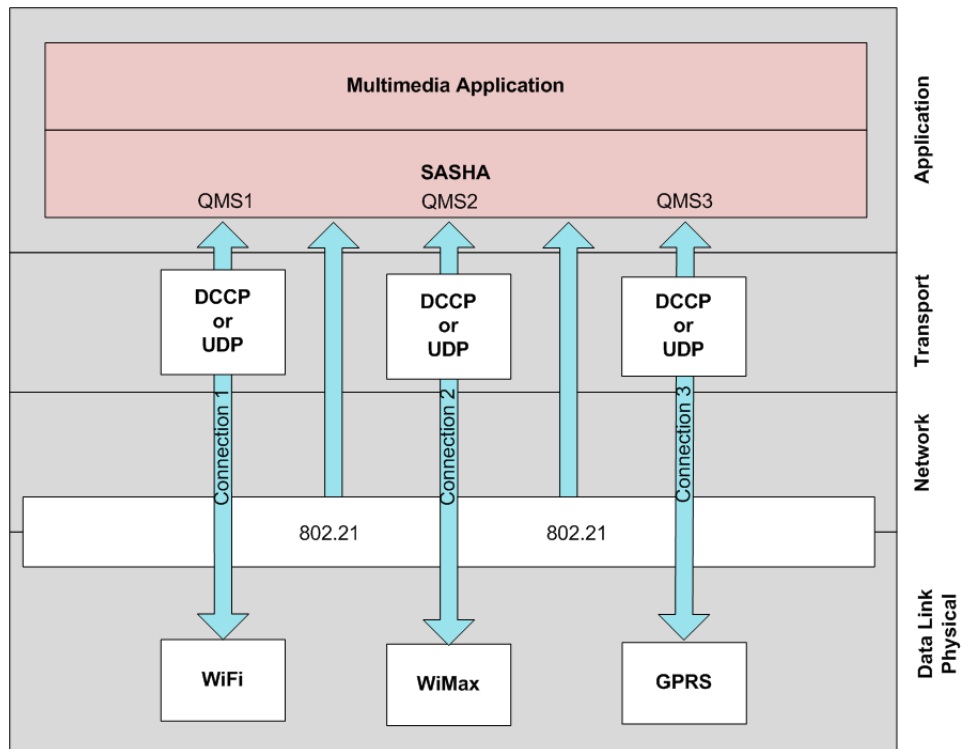 Multimedia Application
SASHA
QMS1
QMS2
QMS3
Application
DCCP
or
UDP
DCCP
or
UDP
DCCP
or
UDP
Transport
Connection 1
Connection 2
Connection 3
Network
802.21
802.21
WiFi
WiMax
GPRS
Data Link
Physical